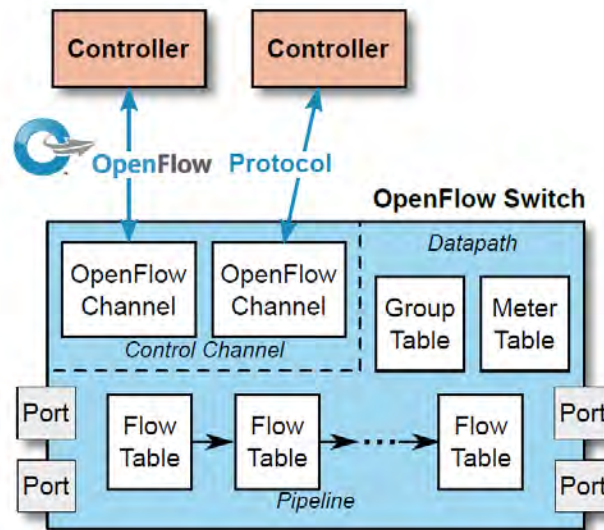 Controller
Controller
OpenFlow
Protocol
OpenFlow Switch
OpenFlow
Channel
OpenFlow
Channel
Control Channel
Datapath
Group
Table
Meter
Table
Port
Port
Port
Port
Flow
Table
Flow
Table
Flow
Table
Pipeline